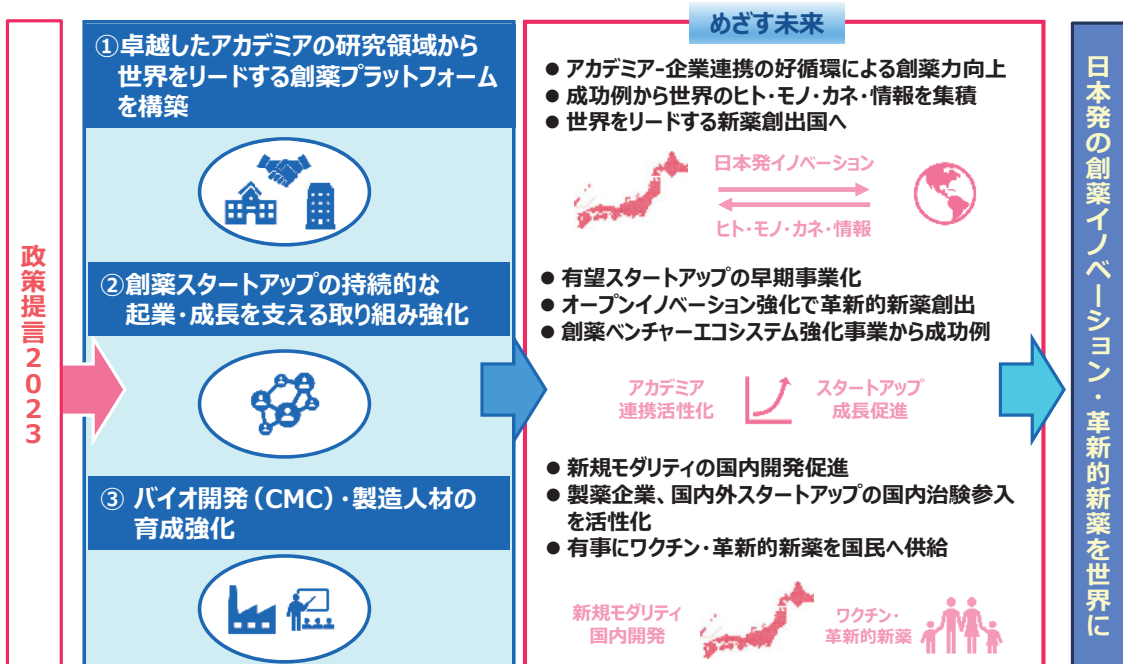 政策提言2023
①卓越したアカデミアの研究領域から
世界をリードする創薬プラットフォーム
を構築
②創薬スタートアップの持続的な
起業・成長を支える取り組み強化
③ バイオ開発（CMC）・製造人材の
育成強化
めざす未来
● アカデミア-企業連携の好循環による創薬力向上
● 成功例から世界のヒト・モノ・カネ・情報を集積
● 世界をリードする新薬創出国へ
日本発イノベーション
ヒト・モノ・カネ・情報
● 有望スタートアップの早期事業化
● オープンイノベーション強化で革新的新薬創出
● 創薬ベンチャーエコシステム強化事業から成功例
アカデミア
連携活性化
スタートアップ
成長促進
● 新規モダリティの国内開発促進
● 製薬企業、国内外スタートアップの国内治験参入
を活性化
● 有事にワクチン・革新的新薬を国民へ供給
新規モダリティ
国内開発
ワクチン・
革新的新薬
日本発の創薬イノベーション・革新的新薬を世界に